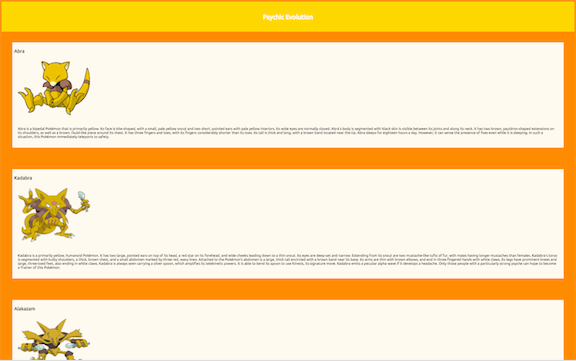 Psychic Evolution
Abra
Abra is a bipedal Pokémon that is primarily yellow. Its face is kite-shaped, with a small, pale yellow snout and two short, pointed ears with pale yellow interiors. Its wide eyes are normally closed. Abra's body is segmented with black skin is visible between its joints and along its neck. It has two brown, pauldron-shaped extensions on
its shoulders, as well as a brown, fauld-like piece around its chest. It has three fingers and toes, with its fingers considerably shorter than its toes. Its tail is thick and long, with a brown band located near the tip. Abra sleeps for eighteen hours a day. However, it can sense the presence of foes even while it is sleeping. In such a
situation, this Pokémon immediately teleports to safety.
Kadabra
Kadabra is a primarily yellow, humanoid Pokémon. It has two large, pointed ears on top of its head, a red star on its forehead, and wide cheeks leading down to a thin snout. Its eyes are deep-set and narrow. Extending from its snout are two mustache-like tufts of fur, with males having longer mustaches than females. Kadabra's torso
is segmented with bulky shoulders, a thick, brown chest, and a small abdomen marked by three red, wavy lines. Attached to the Pokémon's abdomen is a large, thick tail encircled with a brown band near its base. Its arms are thin with brown elbows, and end in three fingered hands with white claws. Its legs have prominent knees and
large, three-toed feet, also ending in white claws. Kadabra is always seen carrying a silver spoon, which amplifies its telekinetic powers. It is able to bend its spoon to use Kinesis, its signature move. Kadabra emits a peculiar alpha wave if it develops a headache. Only those people with a particularly strong psyche can hope to become
a Trainer of this Pokémon.
Alakazam